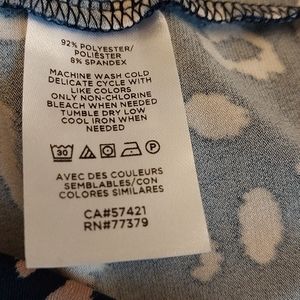 92% POLYESTER/
POLIÉSTER
8% SPANDEX
MACHINE WASH COLD
DELICATE CYCLE WITH
LIKE COLORS
ONLY NON-CHLORINE
BLEACH WHEN NEEDED
TUMBLE DRY LOW
COOL IRON WHEN
NEEDED
30 P
AVEC DES COULEURS
SEMBLABLES/CON
COLORES SIMILARES
CA#57421
RN#77379